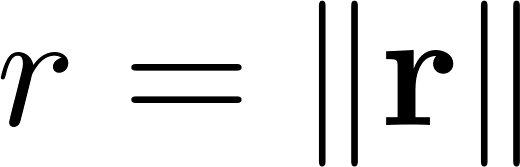 r = ‖𝐫‖